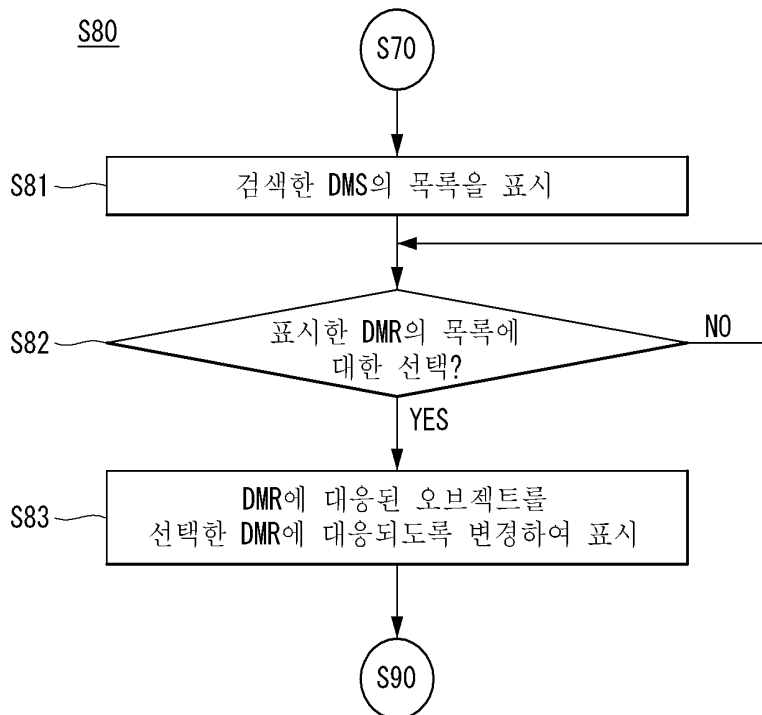 S80
S70
S81
검색한 DMS의 목록을 표시
S82
표시한 DMR의 목록에
대한 선택?
NO
YES
S83
DMR에 대응된 오브젝트를
선택한 DMR에 대응되도록 변경하여 표시
S90